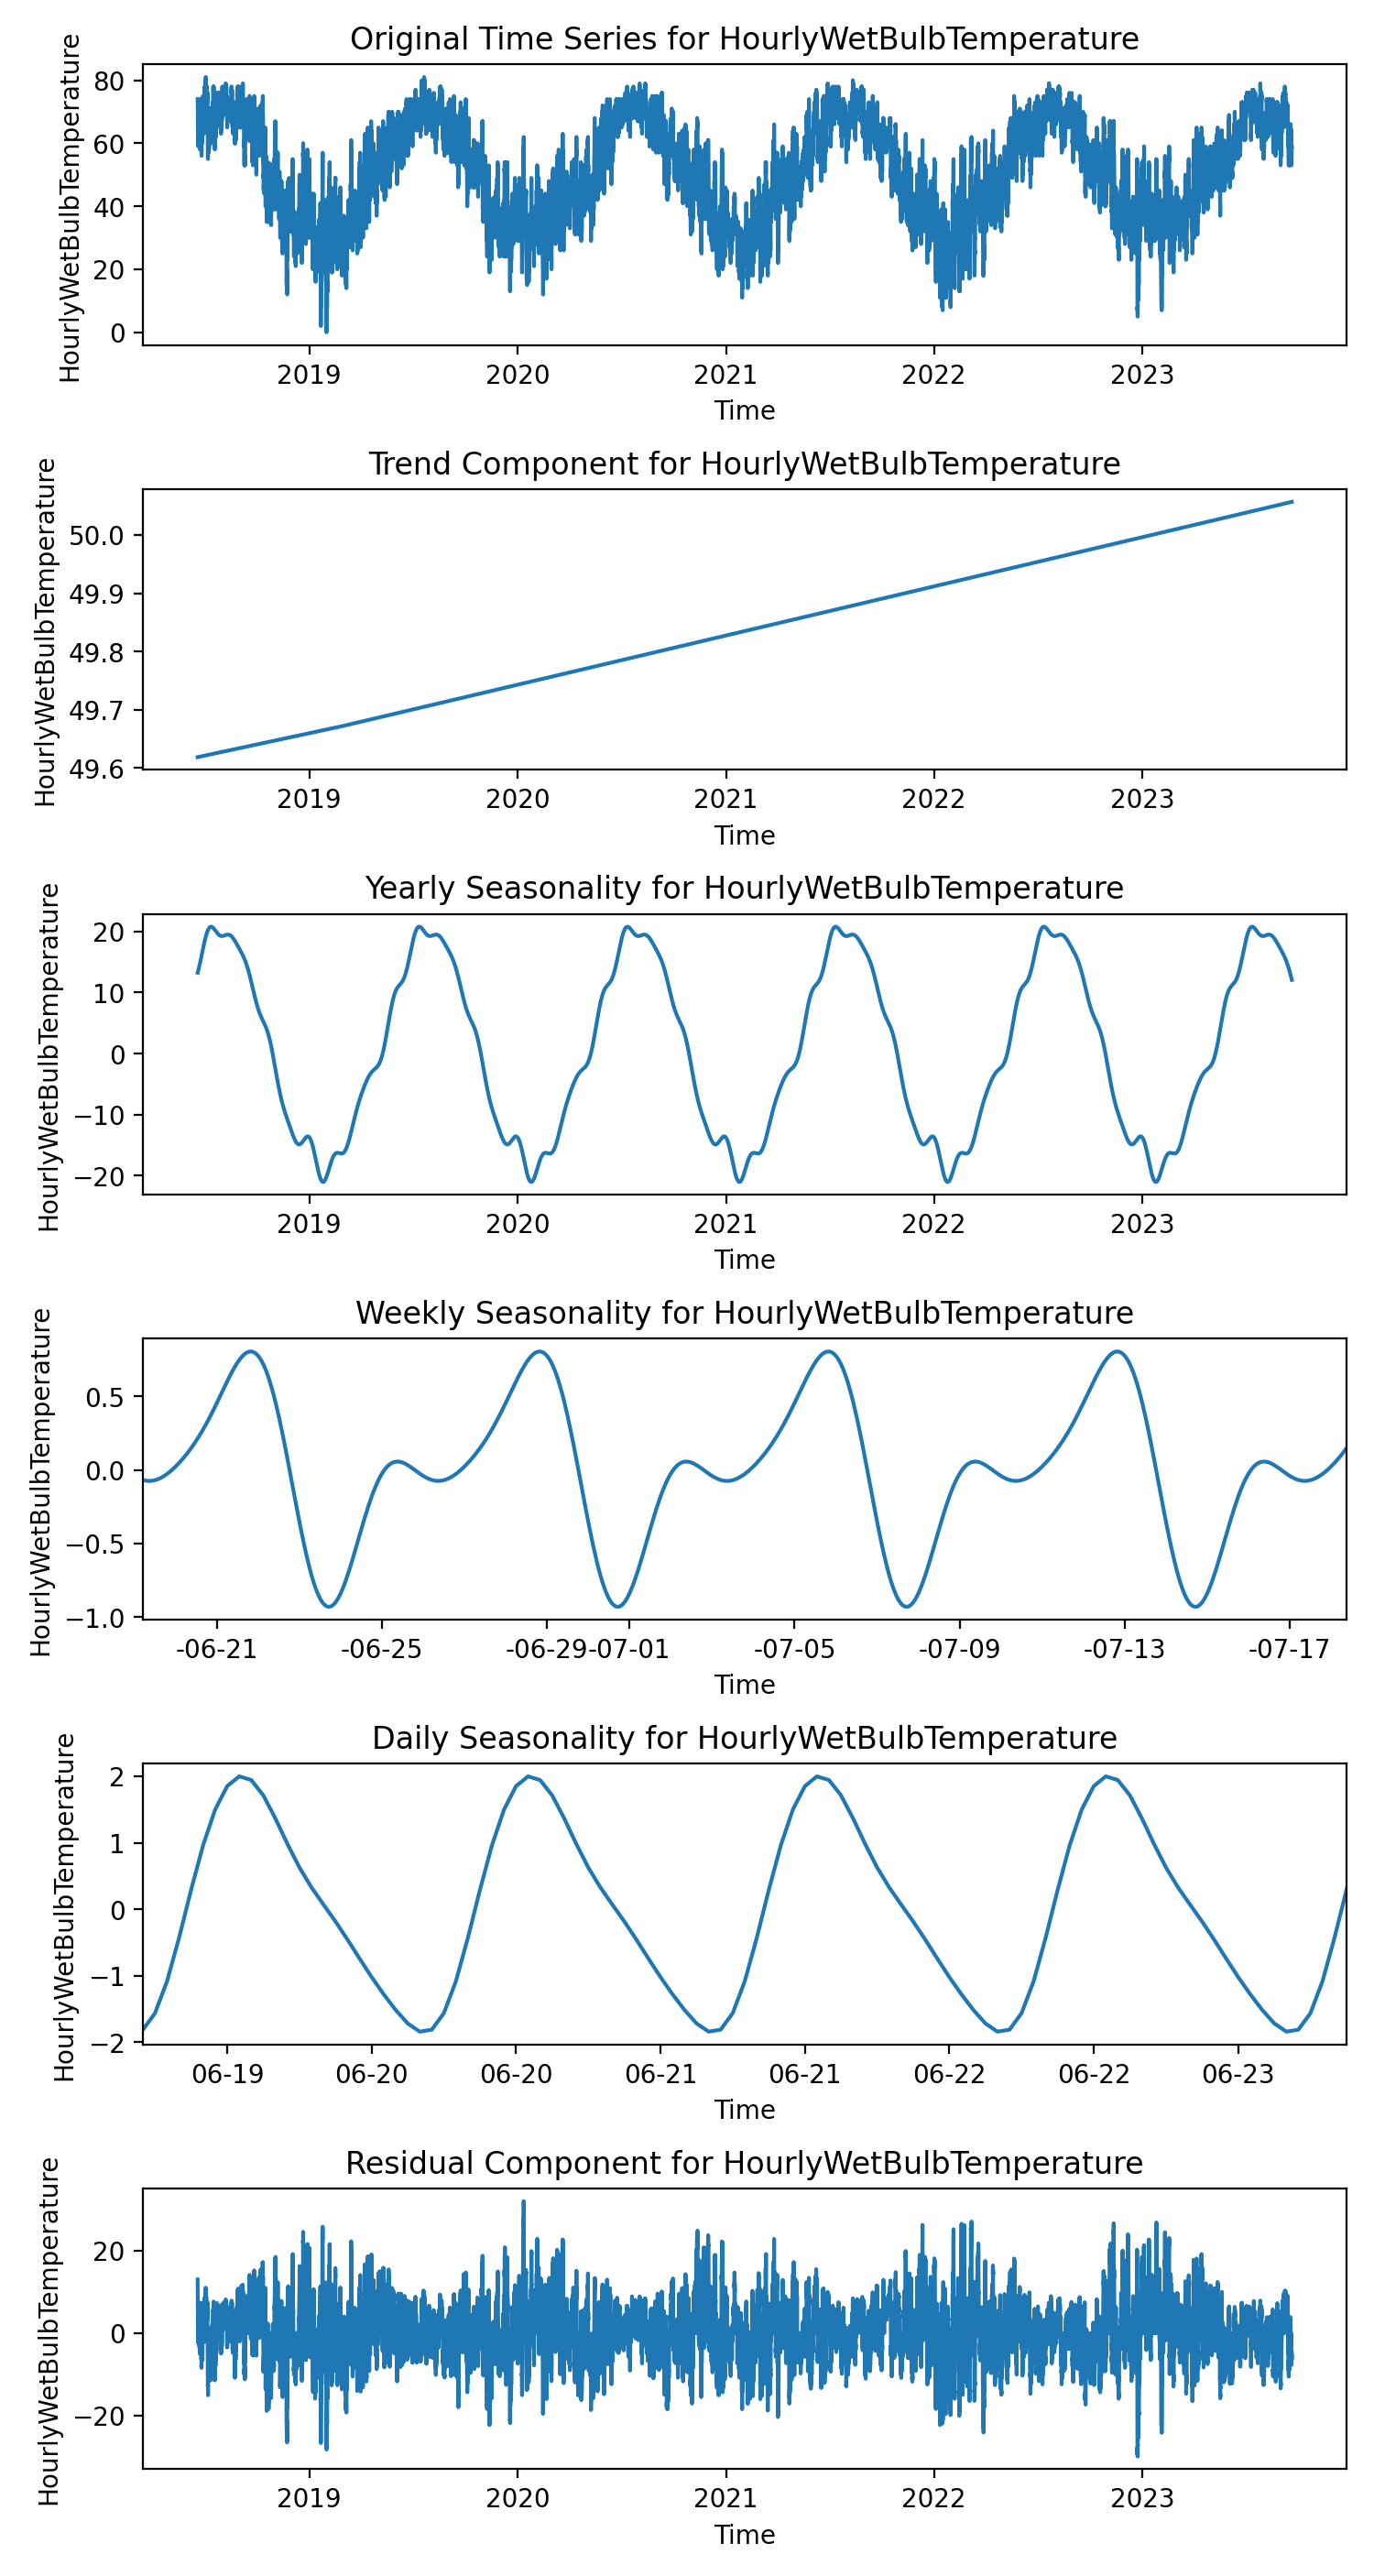 Original Time Series for HourlyWetBulbTemperature
HourlyWetBulbTemperature
80
60
40
20
0
2019 2020 2021 2022 2023
Time
Trend Component for HourlyWetBulbTemperature
HourlyWetBulbTemperature
50.0
49.9
49.8
49.7
49.6
2019 2020 2021 2022 2023
Time
Yearly Seasonality for HourlyWetBulbTemperature
HourlyWetBulbTemperature
20
10
0
−10
−20
2019 2020 2021 2022 2023
Time
Weekly Seasonality for HourlyWetBulbTemperature
HourlyWetBulbTemperature
0.5
0.0
−0.5
−1.0
-06-21 -06-25 -06-29 -07-01 -07-05 -07-09 -07-13 -07-17
Time
Daily Seasonality for HourlyWetBulbTemperature
HourlyWetBulbTemperature
2
1
0
−1
−2
06-19 06-20 06-20 06-21 06-21 06-22 06-22 06-23
Time
Residual Component for HourlyWetBulbTemperature
HourlyWetBulbTemperature
20
0
−20
2019 2020 2021 2022 2023
Time